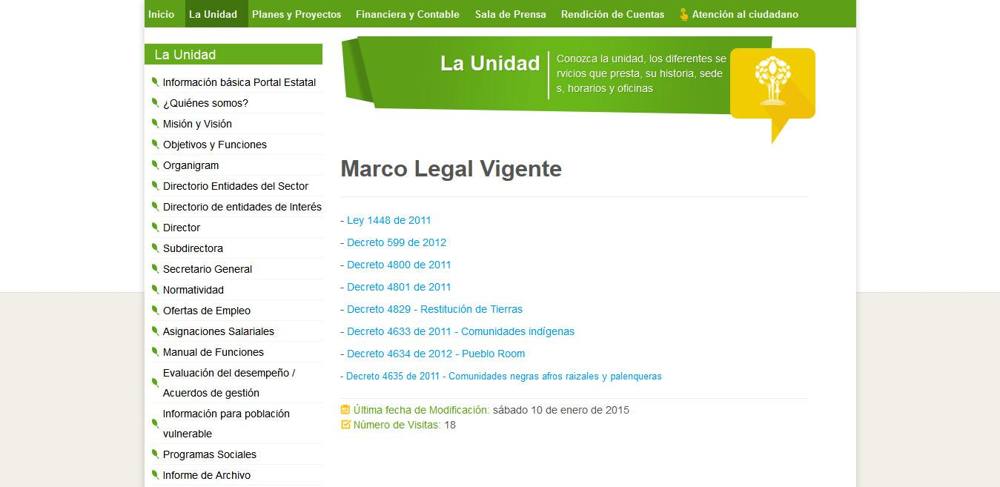 Inicio La Unidad Planes y Proyectos Financiera y Contable Sala de Prensa Rendición de Cuentas Atención al ciudadano
La Unidad
Información básica Portal Estatal
¿Quiénes somos?
Misión y Visión
Objetivos y Funciones
Organigram
Directorio Entidades del Sector
Directorio de entidades de Interés
Director
Subdirectora
Secretario General
Normatividad
Ofertas de Empleo
Asignaciones Salariales
Manual de Funciones
Evaluación del desempeño /
Acuerdos de gestión
Información para población
vulnerable
Programas Sociales
Informe de Archivo
La Unidad
Conozca la unidad, los diferentes se
rvicios que presta, su historia, sede
s, horarios y oficinas
Marco Legal Vigente
- Ley 1448 de 2011
- Decreto 599 de 2012
- Decreto 4800 de 2011
- Decreto 4801 de 2011
- Decreto 4829 - Restitución de Tierras
- Decreto 4633 de 2011 - Comunidades indígenas
- Decreto 4634 de 2012 - Pueblo Room
- Decreto 4635 de 2011 - Comunidades negras afros raizales y palenqueras
Última fecha de Modificación: sábado 10 de enero de 2015
Número de Visitas: 18